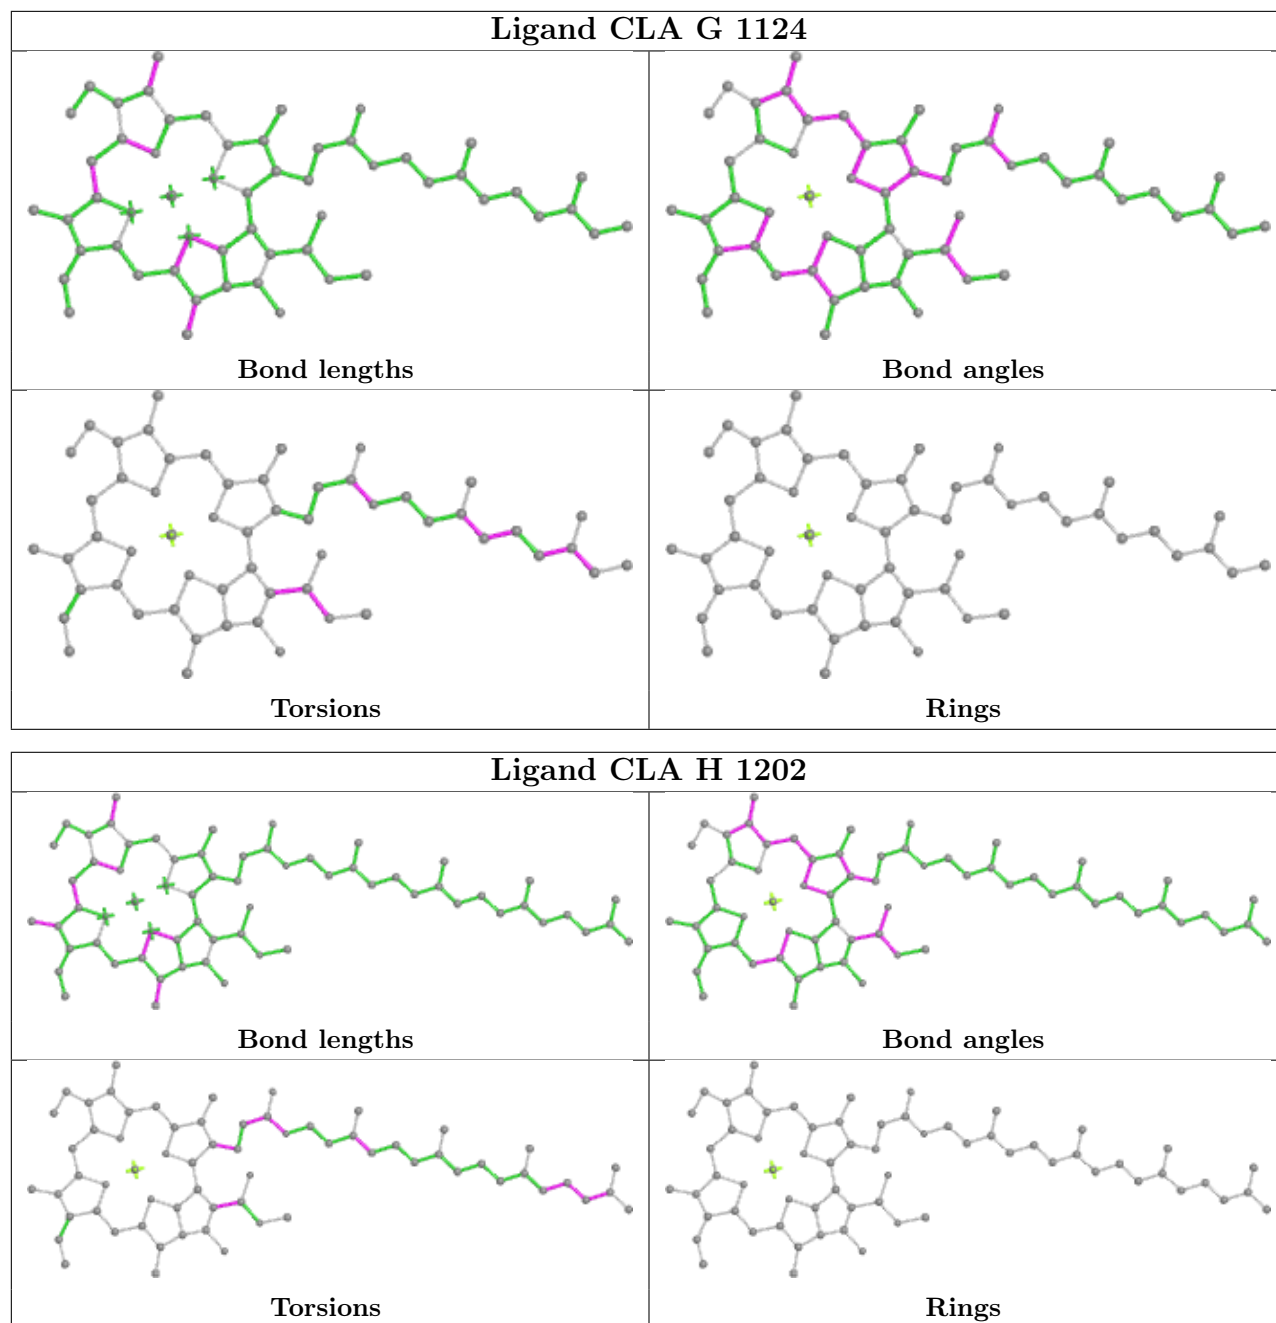 Ligand CLA G 1124
Bond lengths
Bond angles
Torsions
Rings
Ligand CLA H 1202
Bond lengths
Bond angles
Torsions
Rings